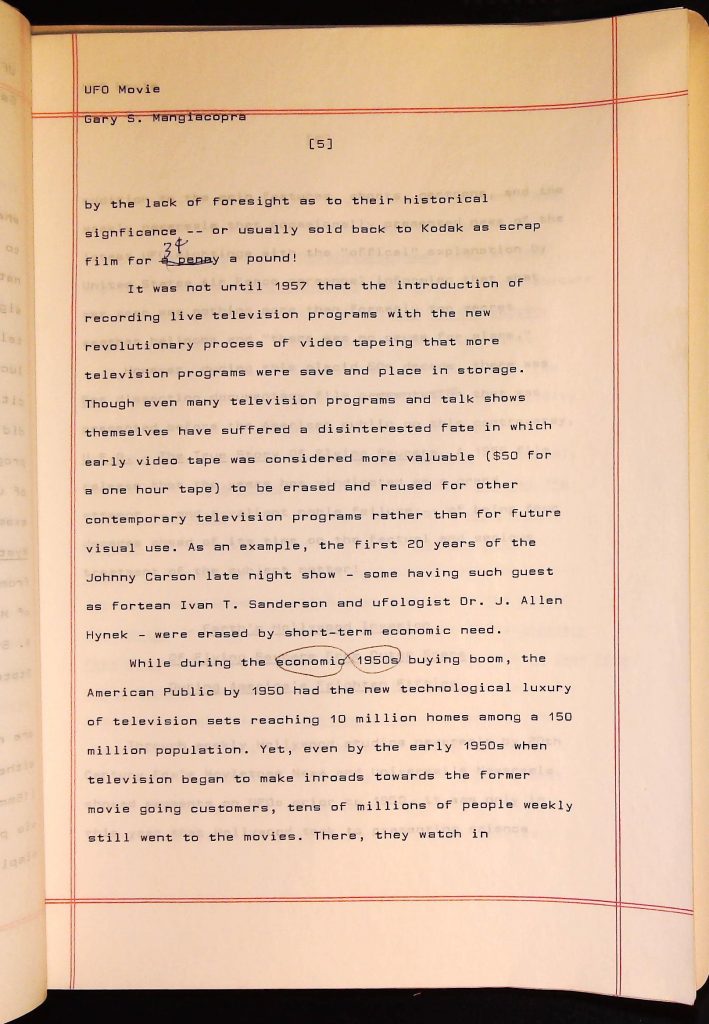 UFO Movie
Gary S. Mangiacopra
[5]
by the lack of foresight as to their historical
signficance -- or usually sold back to Kodak as scrap
3¢
film for a penny a pound!
It was not until 1957 that the introduction of
recording live television programs with the new
revolutionary process of video tapeing that more
television programs were save and place in storage.
Though even many television programs and talk shows
themselves have suffered a disinterested fate in which
early video tape was considered more valuable ($50 for
a one hour tape) to be erased and reused for other
contemporary television programs rather than for future
visual use. As an example, the first 20 years of the
Johnny Carson late night show - some having such guest
as fortean Ivan T. Sanderson and ufologist Dr. J. Allen
Hynek - were erased by short-term economic need.
While during the economic 1950s buying boom, the
American Public by 1950 had the new technological luxury
of television sets reaching 10 million homes among a 150
million population. Yet, even by the early 1950s when
television began to make inroads towards the former
movie going customers, tens of millions of people weekly
still went to the movies. There, they watch in